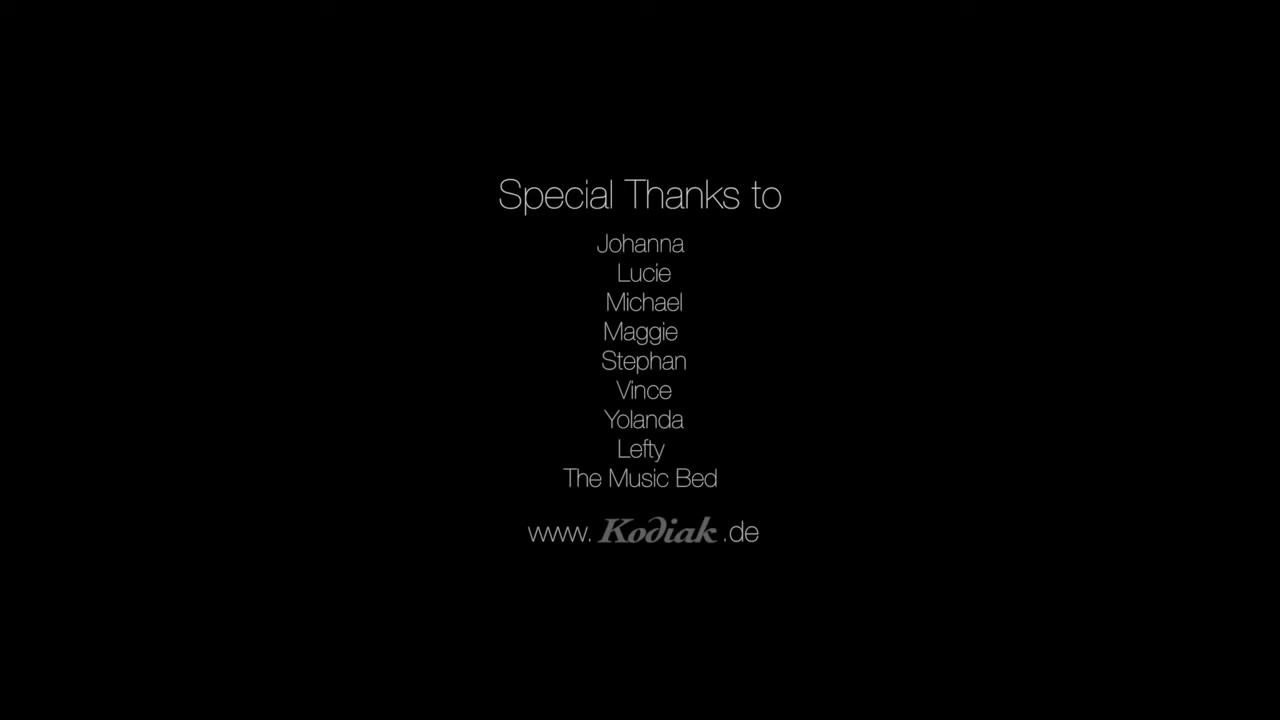 Special Thanks to
Johanna
Lucie
Michael
Maggie
Stephan
Vince
Yolanda
Lefty
The Music Bed
www.Kodiak.de